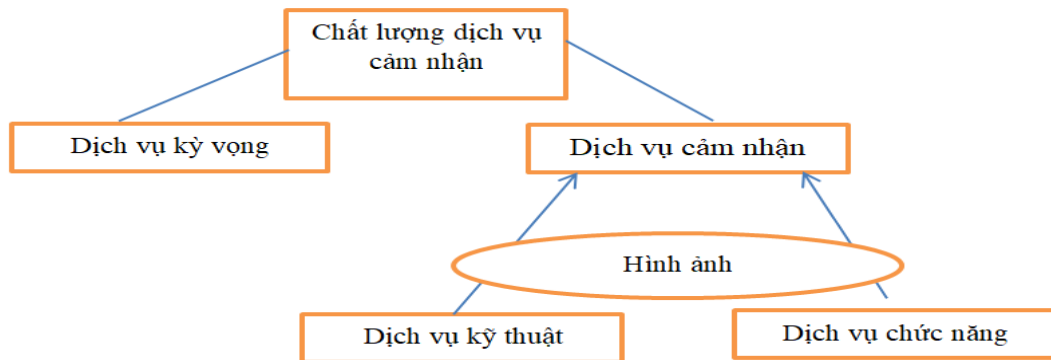 Chất lượng dịch vụ
cảm nhận
Dịch vụ kỳ vọng
Dịch vụ cảm nhận
Hình ảnh
Dịch vụ kỹ thuật
Dịch vụ chức năng